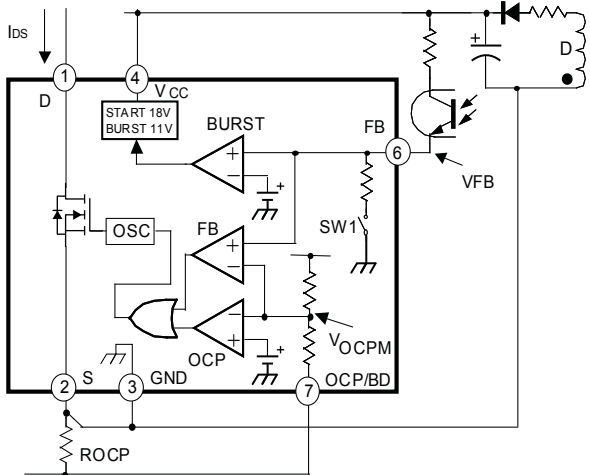 IDS
D
1
4
D
VCC
START 18V
BURST 11V
BURST
FB
6
VFB
SW1
OSC
FB
+
−
+
−
−
+
+
+
+
OCP
VOCPM
2
S
3
GND
7
OCP/BD
ROCP